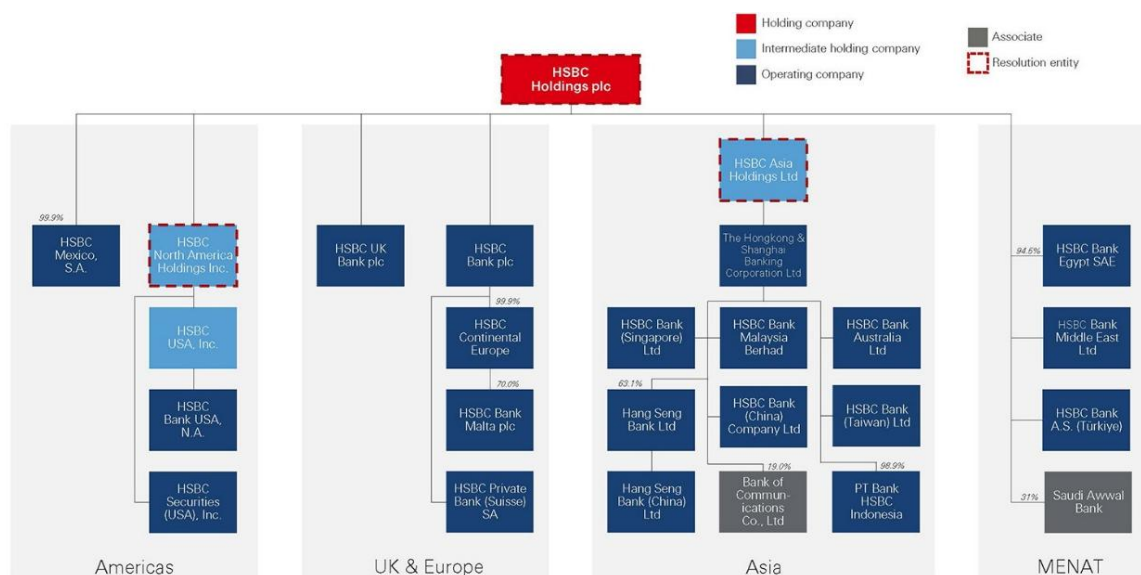 Holding company
Intermediate holding company
Operating company
Associate
Resolution entity
HSBC
Holdings plc
99.9%
HSBC
Mexico,
S.A.
HSBC
North America
Holdings Inc.
HSBC
USA, Inc.
HSBC
Bank USA,
N.A.
HSBC
Securities
(USA), Inc.
Americas
HSBC UK
Bank plc
HSBC
Bank plc
99.9%
HSBC
Continental
Europe
70.0%
HSBC Bank
Malta plc
HSBC Private
Bank (Suisse)
SA
UK & Europe
HSBC Asia
Holdings Ltd
The Hongkong &
Shanghai
Banking
Corporation Ltd
HSBC Bank
(Singapore)
Ltd
HSBC Bank
Malaysia
Berhad
HSBC Bank
Australia
Ltd
63.1%
Hang Seng
Bank Ltd
HSBC Bank
(China)
Company Ltd
HSBC Bank
(Taiwan) Ltd
Hang Seng
Bank (China)
Ltd
19.0%
Bank of
Commun-
ications
Co., Ltd
98.9%
PT Bank
HSBC
Indonesia
Asia
94.6%
HSBC Bank
Egypt SAE
HSBC Bank
Middle East
Ltd
HSBC Bank
A.S. (Türkiye)
31%
Saudi Awwal
Bank
MENAT